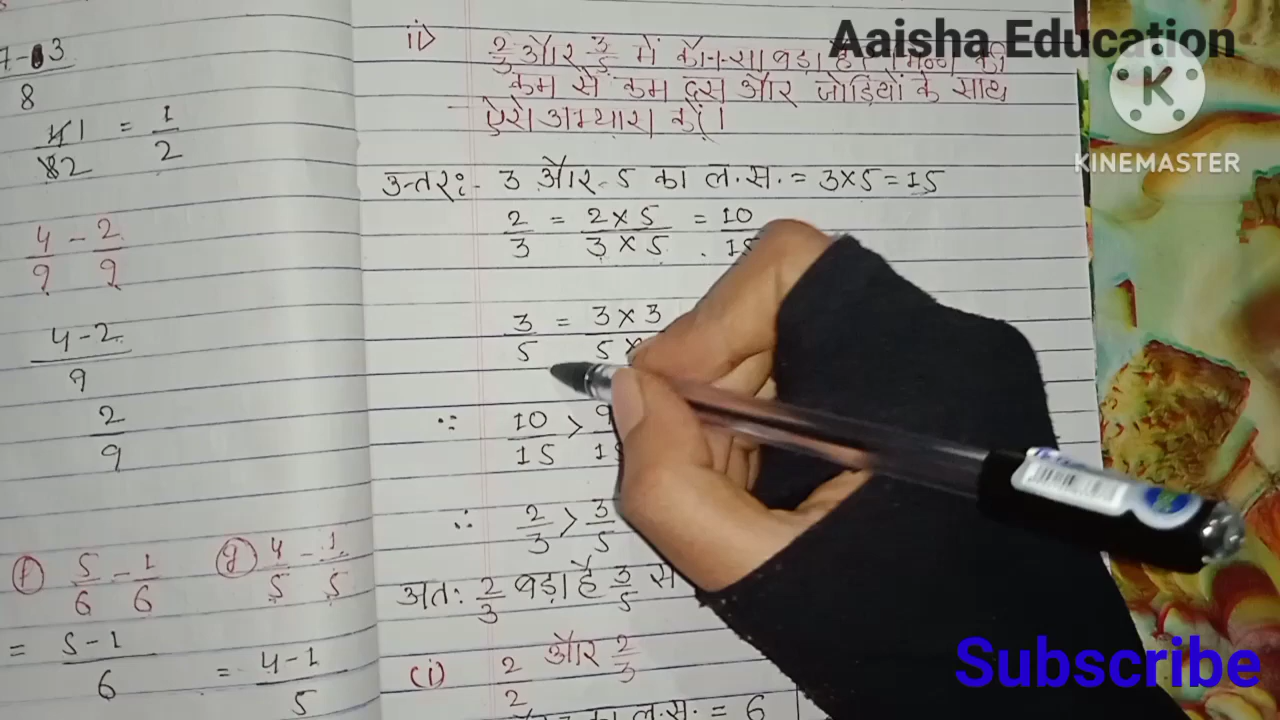 7-3
8
41 = 1/2
82
4/9 - 2/9
4-2
9
2
9
(f) 5/6 - 1/6
= 5-1
6
(g) 4/5 - 1/5
= 4-1
5
ii> 2/3 और 3/5 में कौन-सा बड़ा है
कम से कम दस और जोड़ियों के साथ
ऐसे अभ्यास करें।
उत्तरः- 3 और 5 का ल.स. = 3×5=15
2/3 = 2×5/3×5 = 10/15
3/5 = 3×3
5×
∵ 10/15 > 9
∴ 2/3 > 3/5
अतः 2/3 बड़ा है 3/5 से
(i) 2/2 और 2/3
का ल.स. = 6
Aaisha Education
K
KINEMASTER
Subscribe